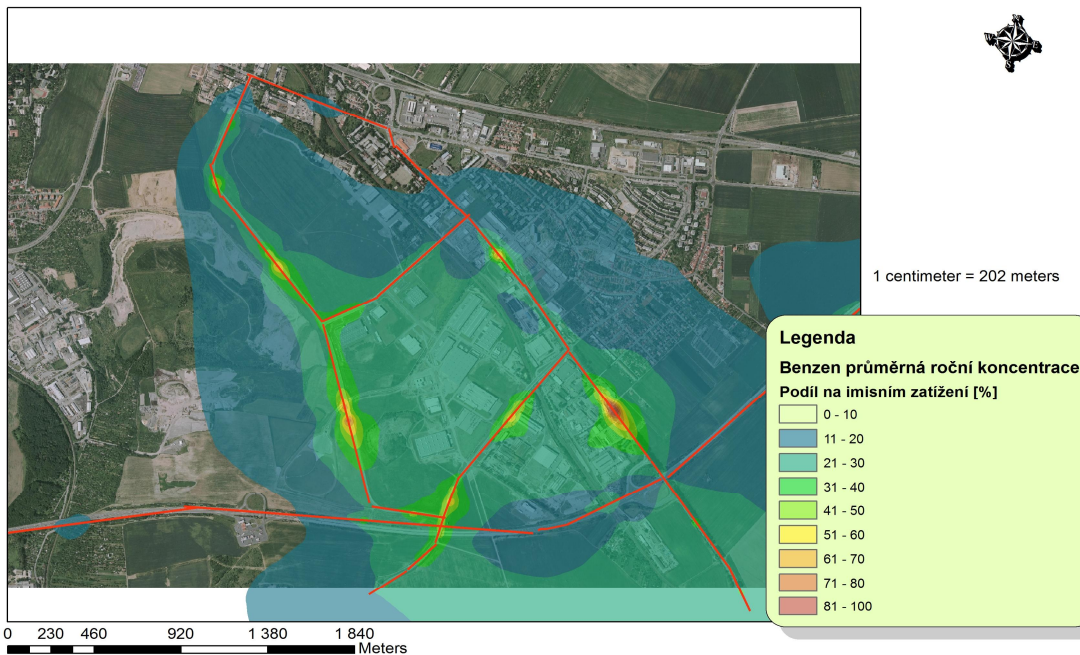 1 centimeter = 202 meters
Legenda
Benzen průměrná roční koncentrace
Podíl na imisním zatížení [%]
0 - 10
11 - 20
21 - 30
31 - 40
41 - 50
51 - 60
61 - 70
71 - 80
81 - 100
0 230 460 920 1 380 1 840
Meters